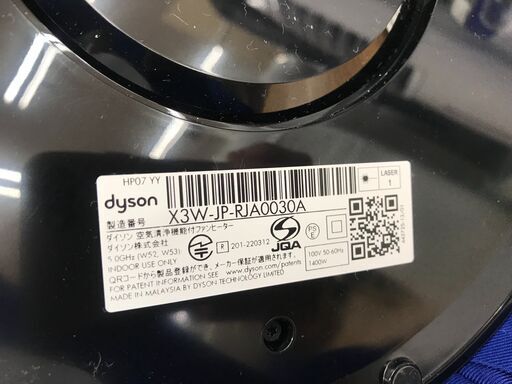 HP07 YY
dyson
製造番号
X3W-JP-RJA0030A
LASER
1
ダイソン 空気清浄機能付ファンヒーター
ダイソン株式会社
5.0GHz (W52, W53)
INDOOR USE ONLY
R 201-220312
JQA
PS
E
100V 50-60Hz
1400W
QRコードから製品登録ができ、メーカー保証が適用されます。
FOR PATENT INFORMATION SEE www.dyson.com/patents
MADE IN MALAYSIA BY DYSON TECHNOLOGY LIMITED